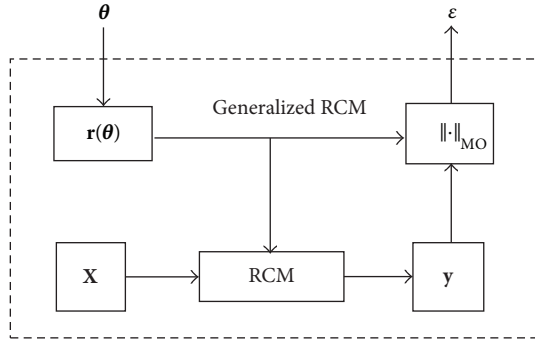 θ ε
Generalized RCM
r(θ) ‖·‖MO
X RCM y